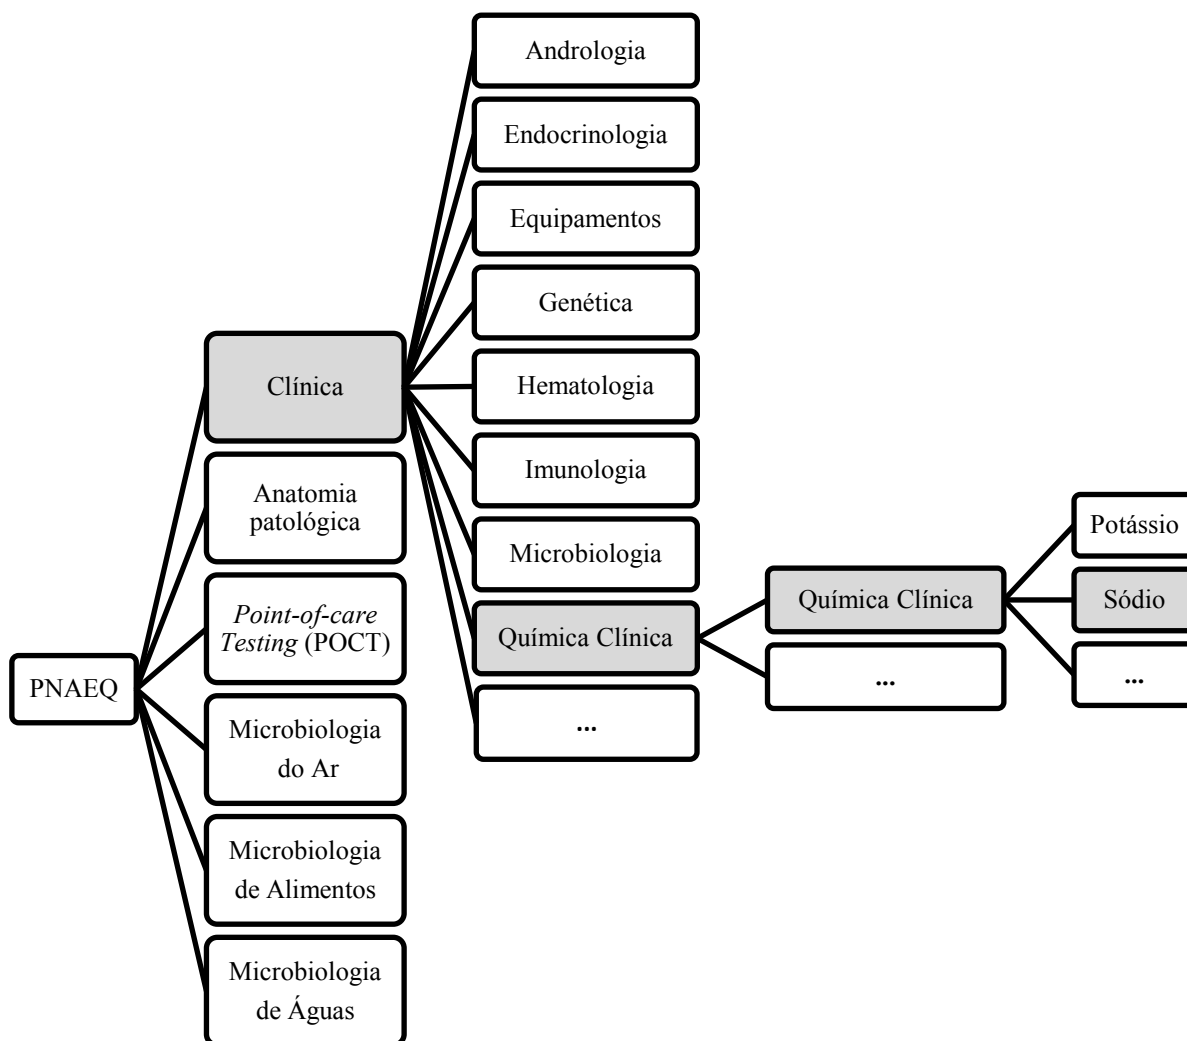 PNAEQ
Clínica
Anatomia
patológica
Point-of-care
Testing (POCT)
Microbiologia
do Ar
Microbiologia
de Alimentos
Microbiologia
de Águas
Andrologia
Endocrinologia
Equipamentos
Genética
Hematologia
Imunologia
Microbiologia
Química Clínica
...
Química Clínica
...
Potássio
Sódio
...